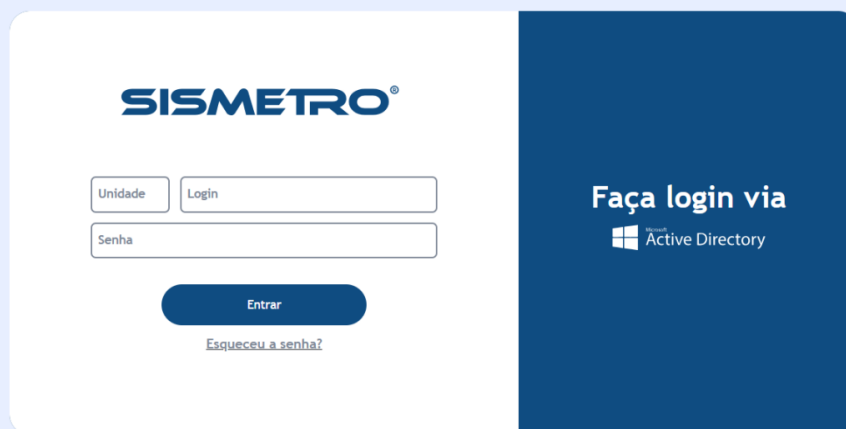 SISMETRO®
Unidade
Login
Senha
Entrar
Esqueceu a senha?
Faça login via
Microsoft
Active Directory